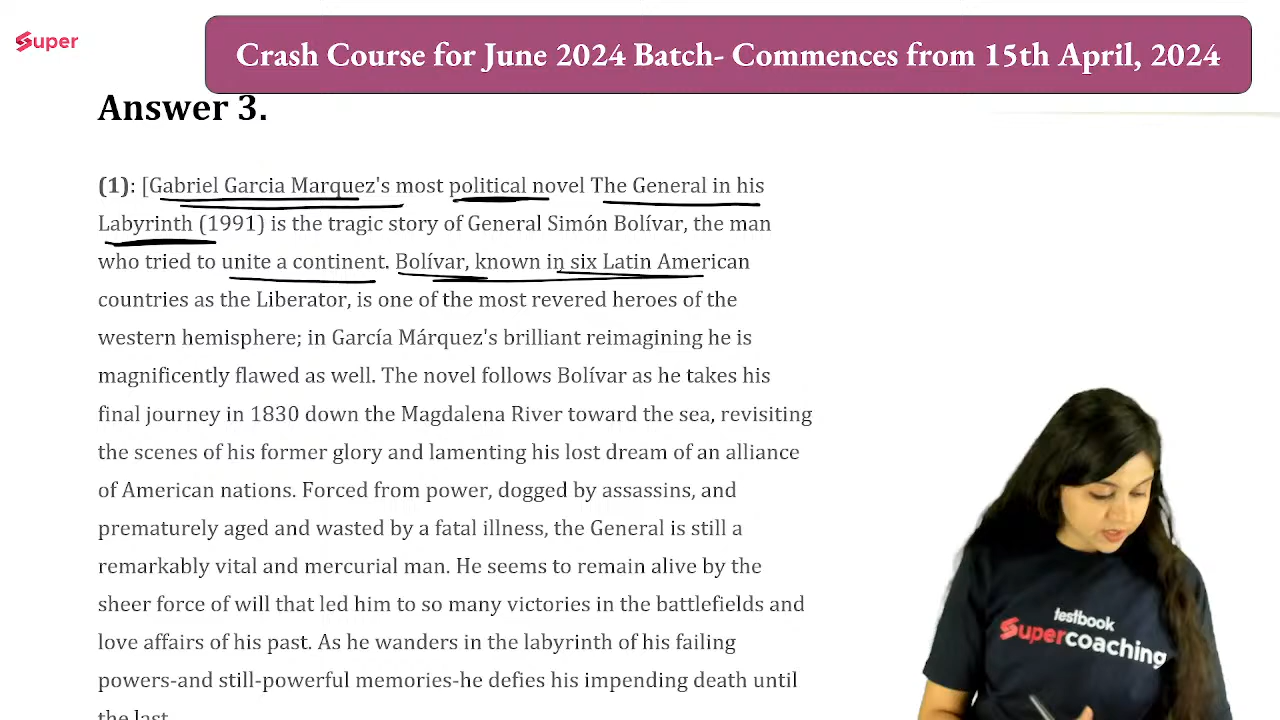 Super
Crash Course for June 2024 Batch- Commences from 15th April, 2024
Answer 3.
(1): [Gabriel Garcia Marquez's most political novel The General in his
Labyrinth (1991) is the tragic story of General Simón Bolívar, the man
who tried to unite a continent. Bolívar, known in six Latin American
countries as the Liberator, is one of the most revered heroes of the
western hemisphere; in García Márquez's brilliant reimagining he is
magnificently flawed as well. The novel follows Bolívar as he takes his
final journey in 1830 down the Magdalena River toward the sea, revisiting
the scenes of his former glory and lamenting his lost dream of an alliance
of American nations. Forced from power, dogged by assassins, and
prematurely aged and wasted by a fatal illness, the General is still a
remarkably vital and mercurial man. He seems to remain alive by the
sheer force of will that led him to so many victories in the battlefields and
love affairs of his past. As he wanders in the labyrinth of his failing
powers-and still-powerful memories-he defies his impending death until
the last.
testbook
Supercoaching